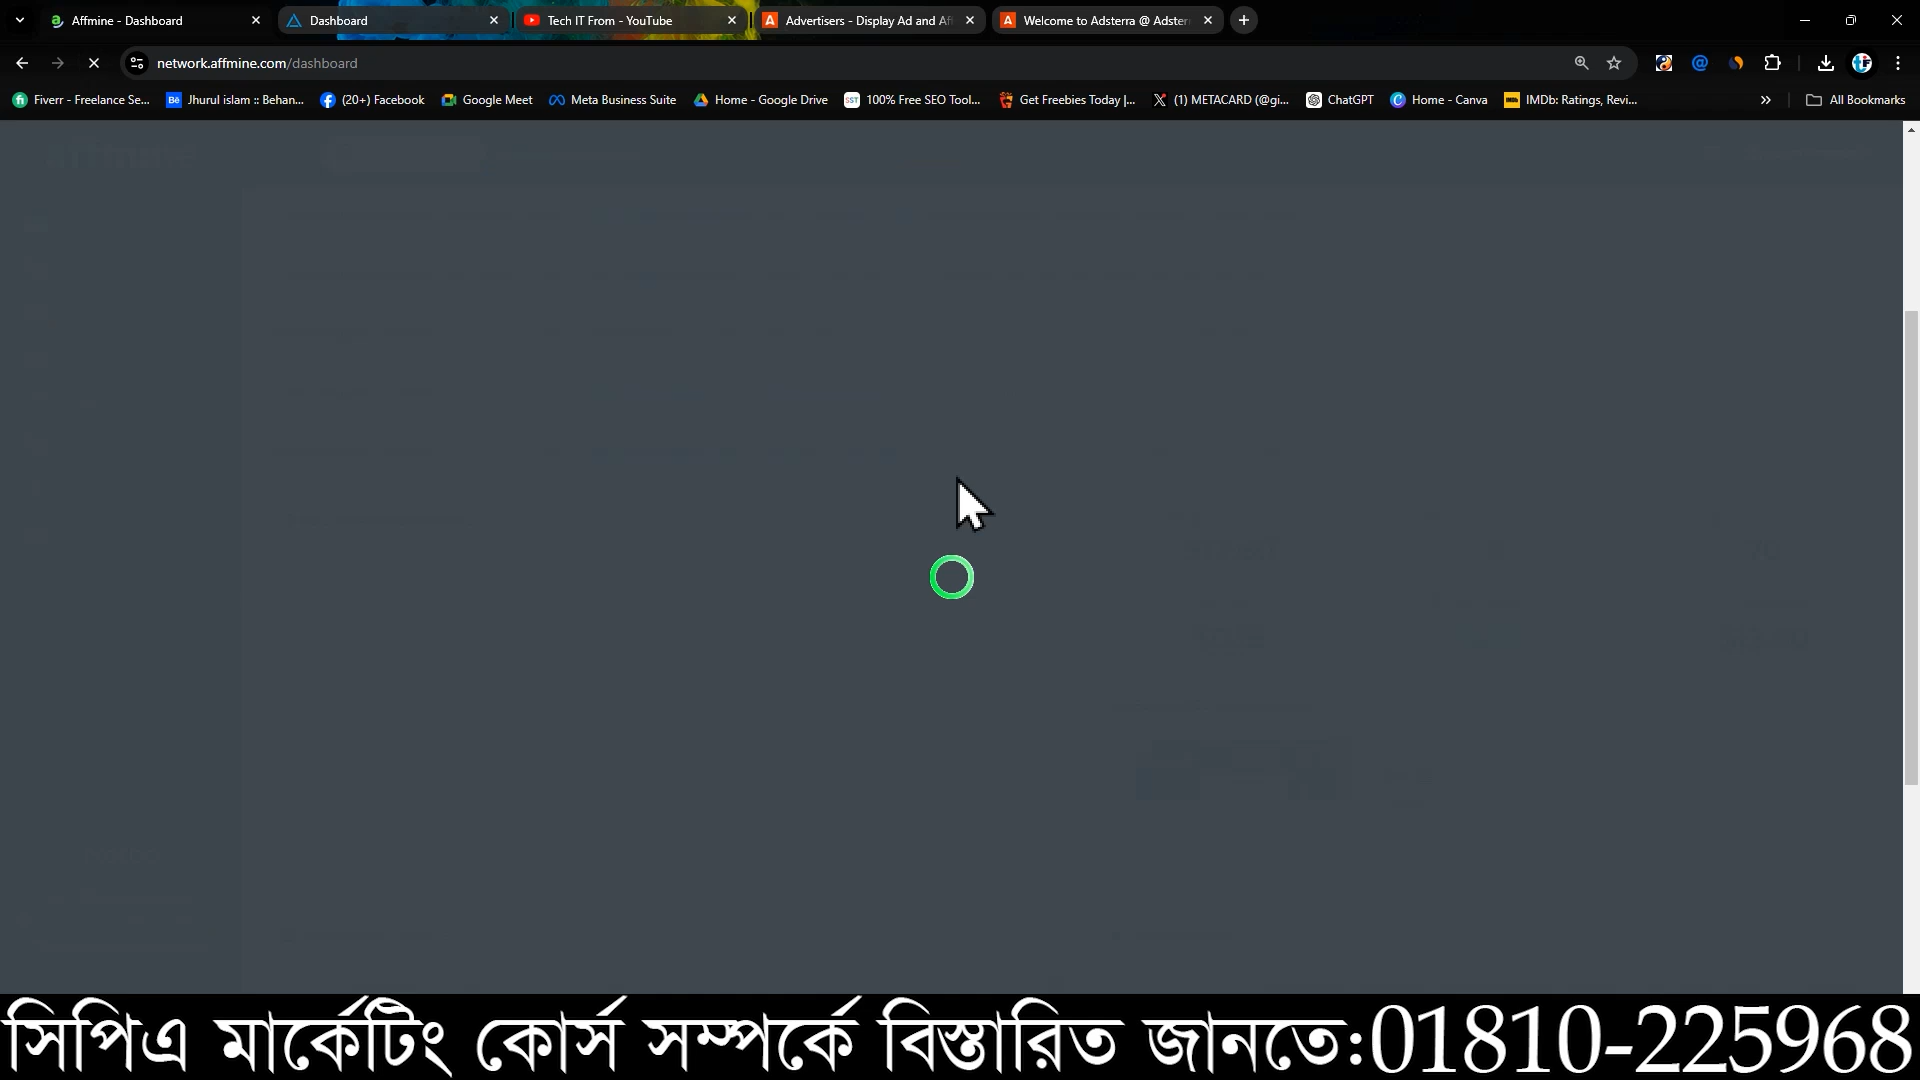 Affmine - Dashboard
Dashboard
Tech IT From - YouTube
Advertisers - Display Ad and Af
Welcome to Adsterra @ Adster
network.affmine.com/dashboard
Fiverr - Freelance Se...
Jhurul islam :: Behan...
(20+) Facebook
Google Meet
Meta Business Suite
Home - Google Drive
100% Free SEO Tool...
Get Freebies Today |...
(1) METACARD (@gi...
ChatGPT
Home - Canva
IMDb: Ratings, Revi...
All Bookmarks
সিপিএ মার্কেটিং কোর্স সম্পর্কে বিস্তারিত জানতে:01810-225968